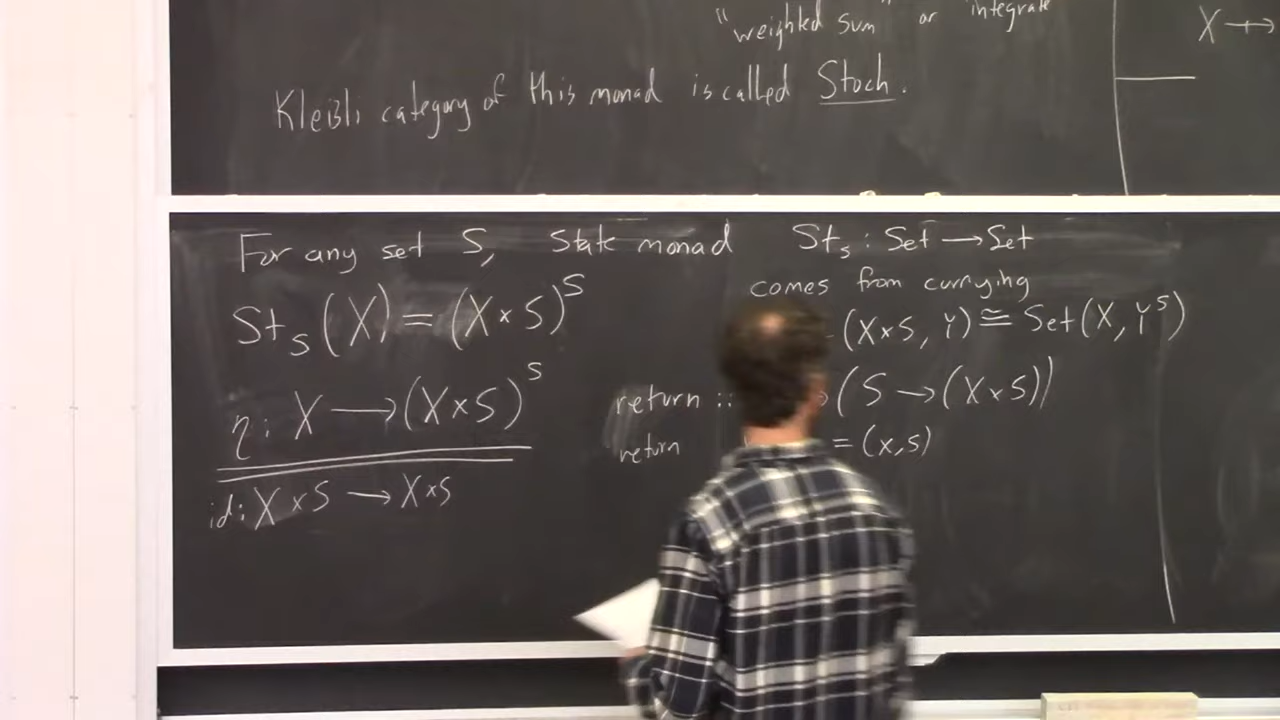 "weighted sum" or integrate
X ⇸
Kleisli category of this monad is called Stoch.
For any set S, State monad St_S : Set → Set
comes from currying
St_S(X) = (X × S)^S
(X×S, Y) ≅ Set(X, Y^S)
η: X → (X×S)^S
return :: (S → (X×S))
return = (x,s)
id: X×S → X×S